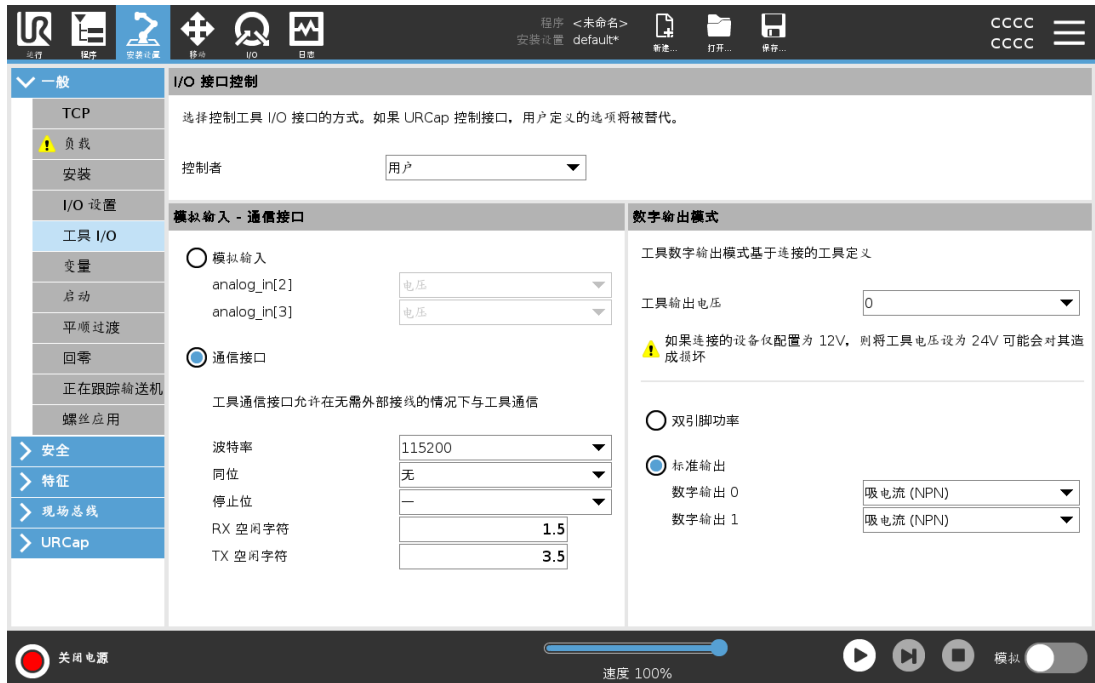 程序 <未命名>
安装设置 default*
CCCC
CCCC
运行 程序 安装设置 移动 I/O 日志 新建... 打开... 保存...
一般
TCP
负载
安装
I/O 设置
工具 I/O
变量
启动
平顺过渡
回零
正在跟踪输送机
螺丝应用
安全
特征
现场总线
URCap
I/O 接口控制
选择控制工具 I/O 接口的方式。如果 URCap 控制接口，用户定义的选项将被替代。
控制者 用户
模拟输入 - 通信接口
模拟输入
analog_in[2] 电压
analog_in[3] 电压
通信接口
工具通信接口允许在无需外部接线的情况下与工具通信
波特率 115200
同位 无
停止位 一
RX 空闲字符 1.5
TX 空闲字符 3.5
数字输出模式
工具数字输出模式基于连接的工具定义
工具输出电压 0
如果连接的设备仅配置为 12V，则将工具电压设为 24V 可能会对其造
成损坏
双引脚功率
标准输出
数字输出 0 吸电流 (NPN)
数字输出 1 吸电流 (NPN)
关闭电源
速度 100%
模拟